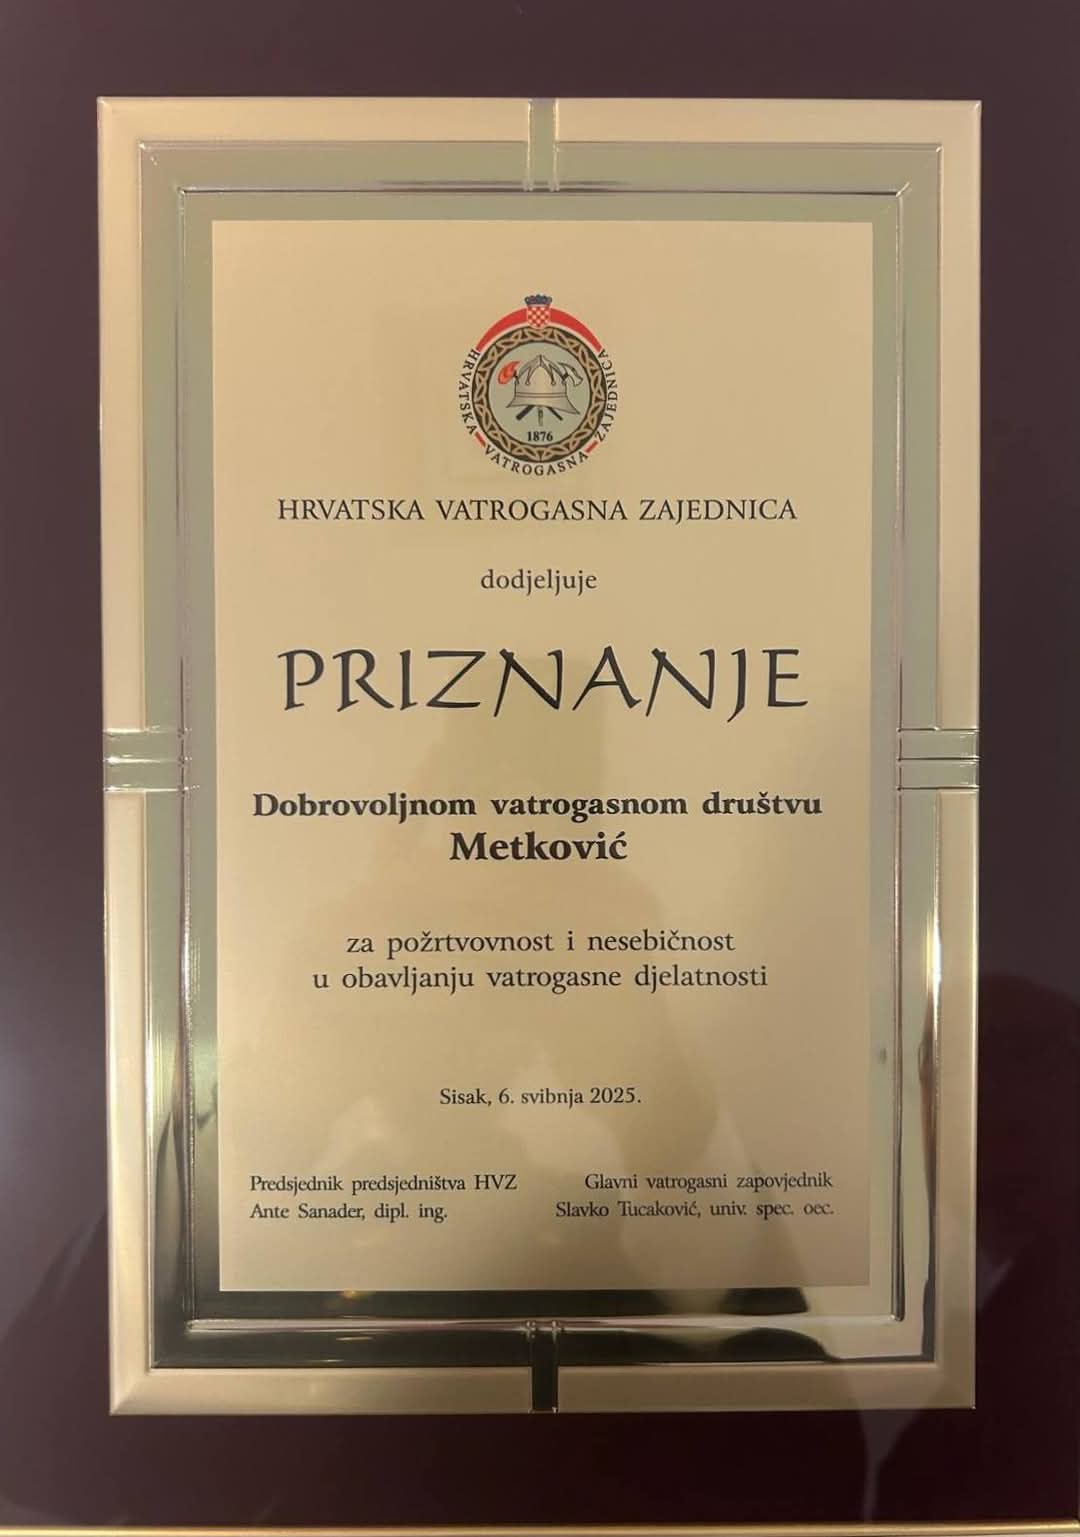 HRVATSKA VATROGASNA ZAJEDNICA
1876
HRVATSKA VATROGASNA ZAJEDNICA
dodjeljuje
PRIZNANJE
Dobrovoljnom vatrogasnom društvu
Metković
za požrtvovnost i nesebičnost
u obavljanju vatrogasne djelatnosti
Sisak, 6. svibnja 2025.
Predsjednik predsjedništva HVZ
Ante Sanader, dipl. ing.
Glavni vatrogasni zapovjednik
Slavko Tucaković, univ. spec. oec.